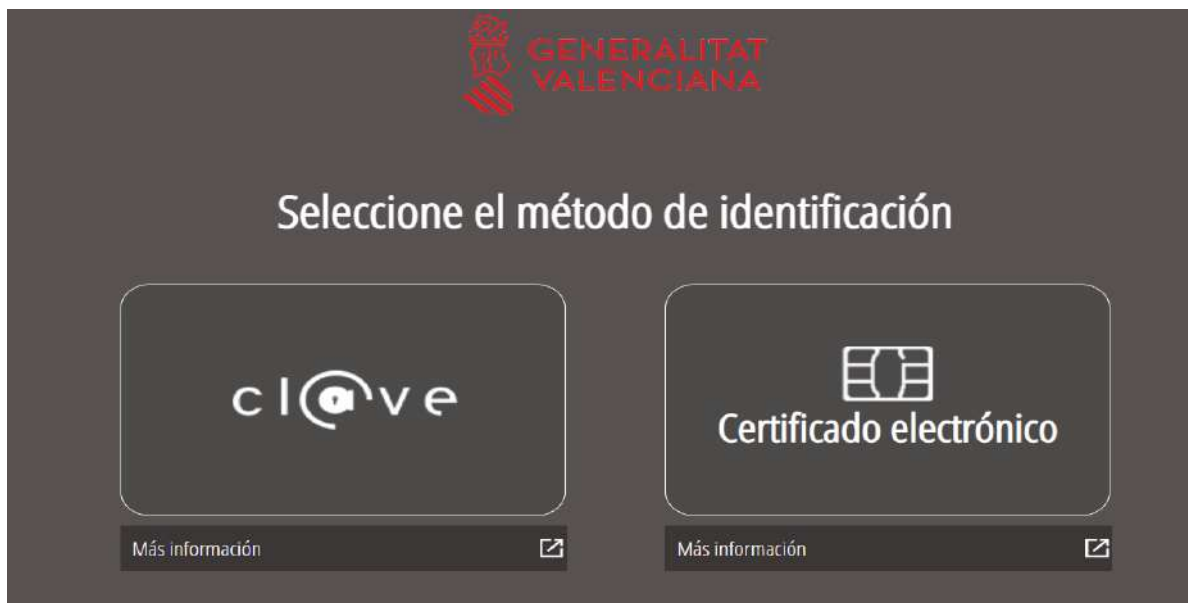 GENERALITAT
VALENCIANA
Seleccione el método de identificación
cl@ve
Certificado electrónico
Más información
Más información